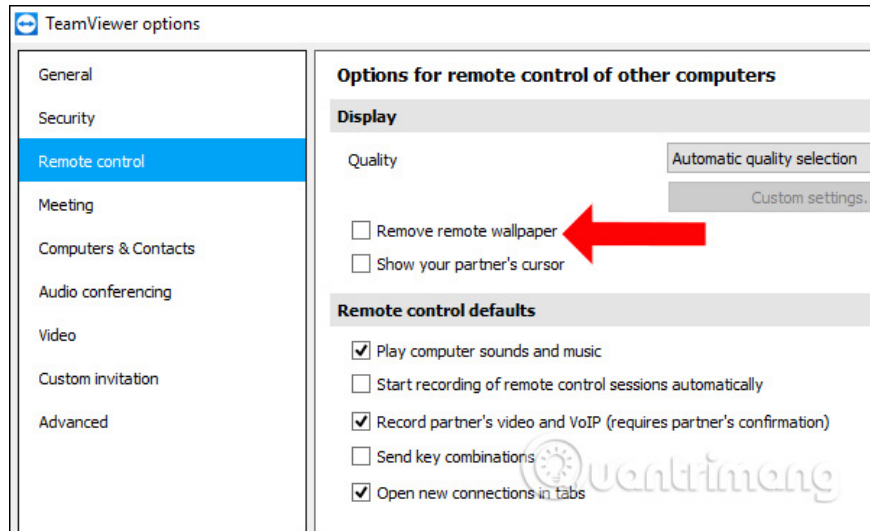 TeamViewer options
General
Security
Remote control
Meeting
Computers & Contacts
Audio conferencing
Video
Custom invitation
Advanced
Options for remote control of other computers
Display
Quality
Automatic quality selection
Custom settings.
Remove remote wallpaper
Show your partner's cursor
Remote control defaults
Play computer sounds and music
Start recording of remote control sessions automatically
Record partner's video and VoIP (requires partner's confirmation)
Send key combinations
Open new connections in tabs
Quantrimang